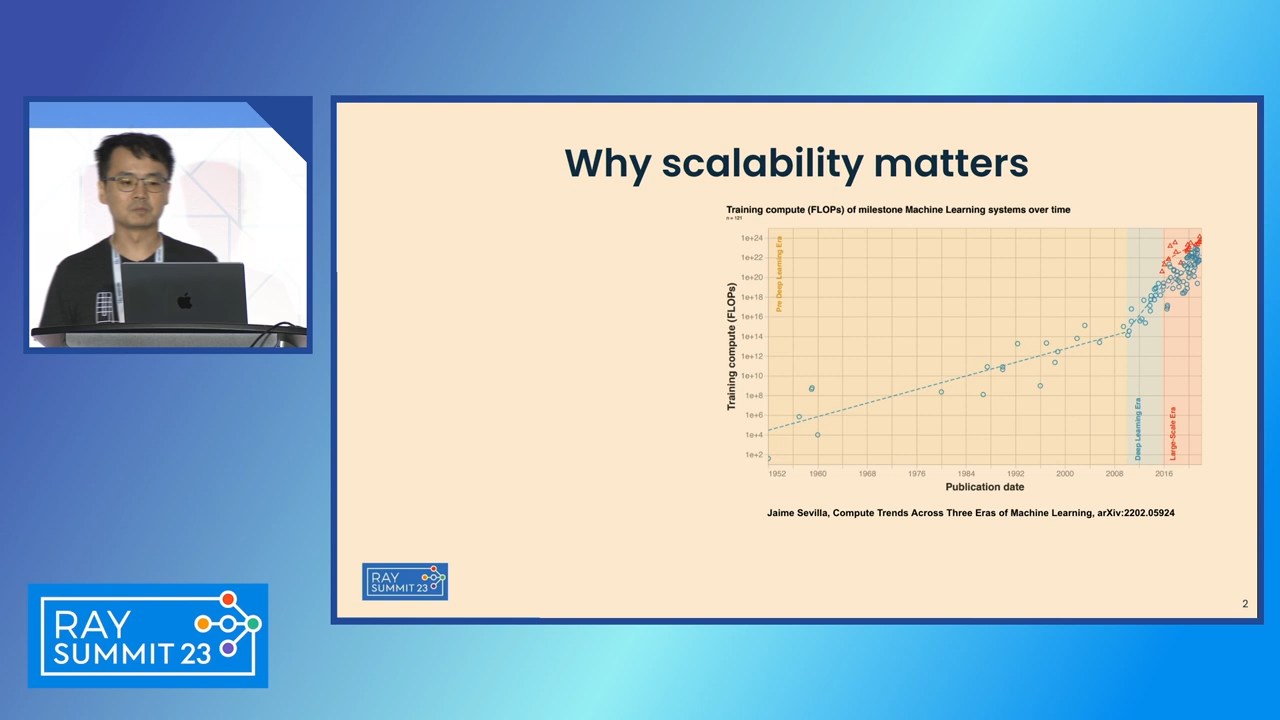 Why scalability matters
Training compute (FLOPs) of milestone Machine Learning systems over time
n = 121
Training compute (FLOPs)
1e+24
1e+22
1e+20
1e+18
1e+16
1e+14
1e+12
1e+10
1e+8
1e+6
1e+4
1e+2
Pre Deep Learning Era
Deep Learning Era
Large-Scale Era
1952 1960 1968 1976 1984 1992 2000 2008 2016
Publication date
Jaime Sevilla, Compute Trends Across Three Eras of Machine Learning, arXiv:2202.05924
RAY
SUMMIT 23
2
RAY
SUMMIT 23